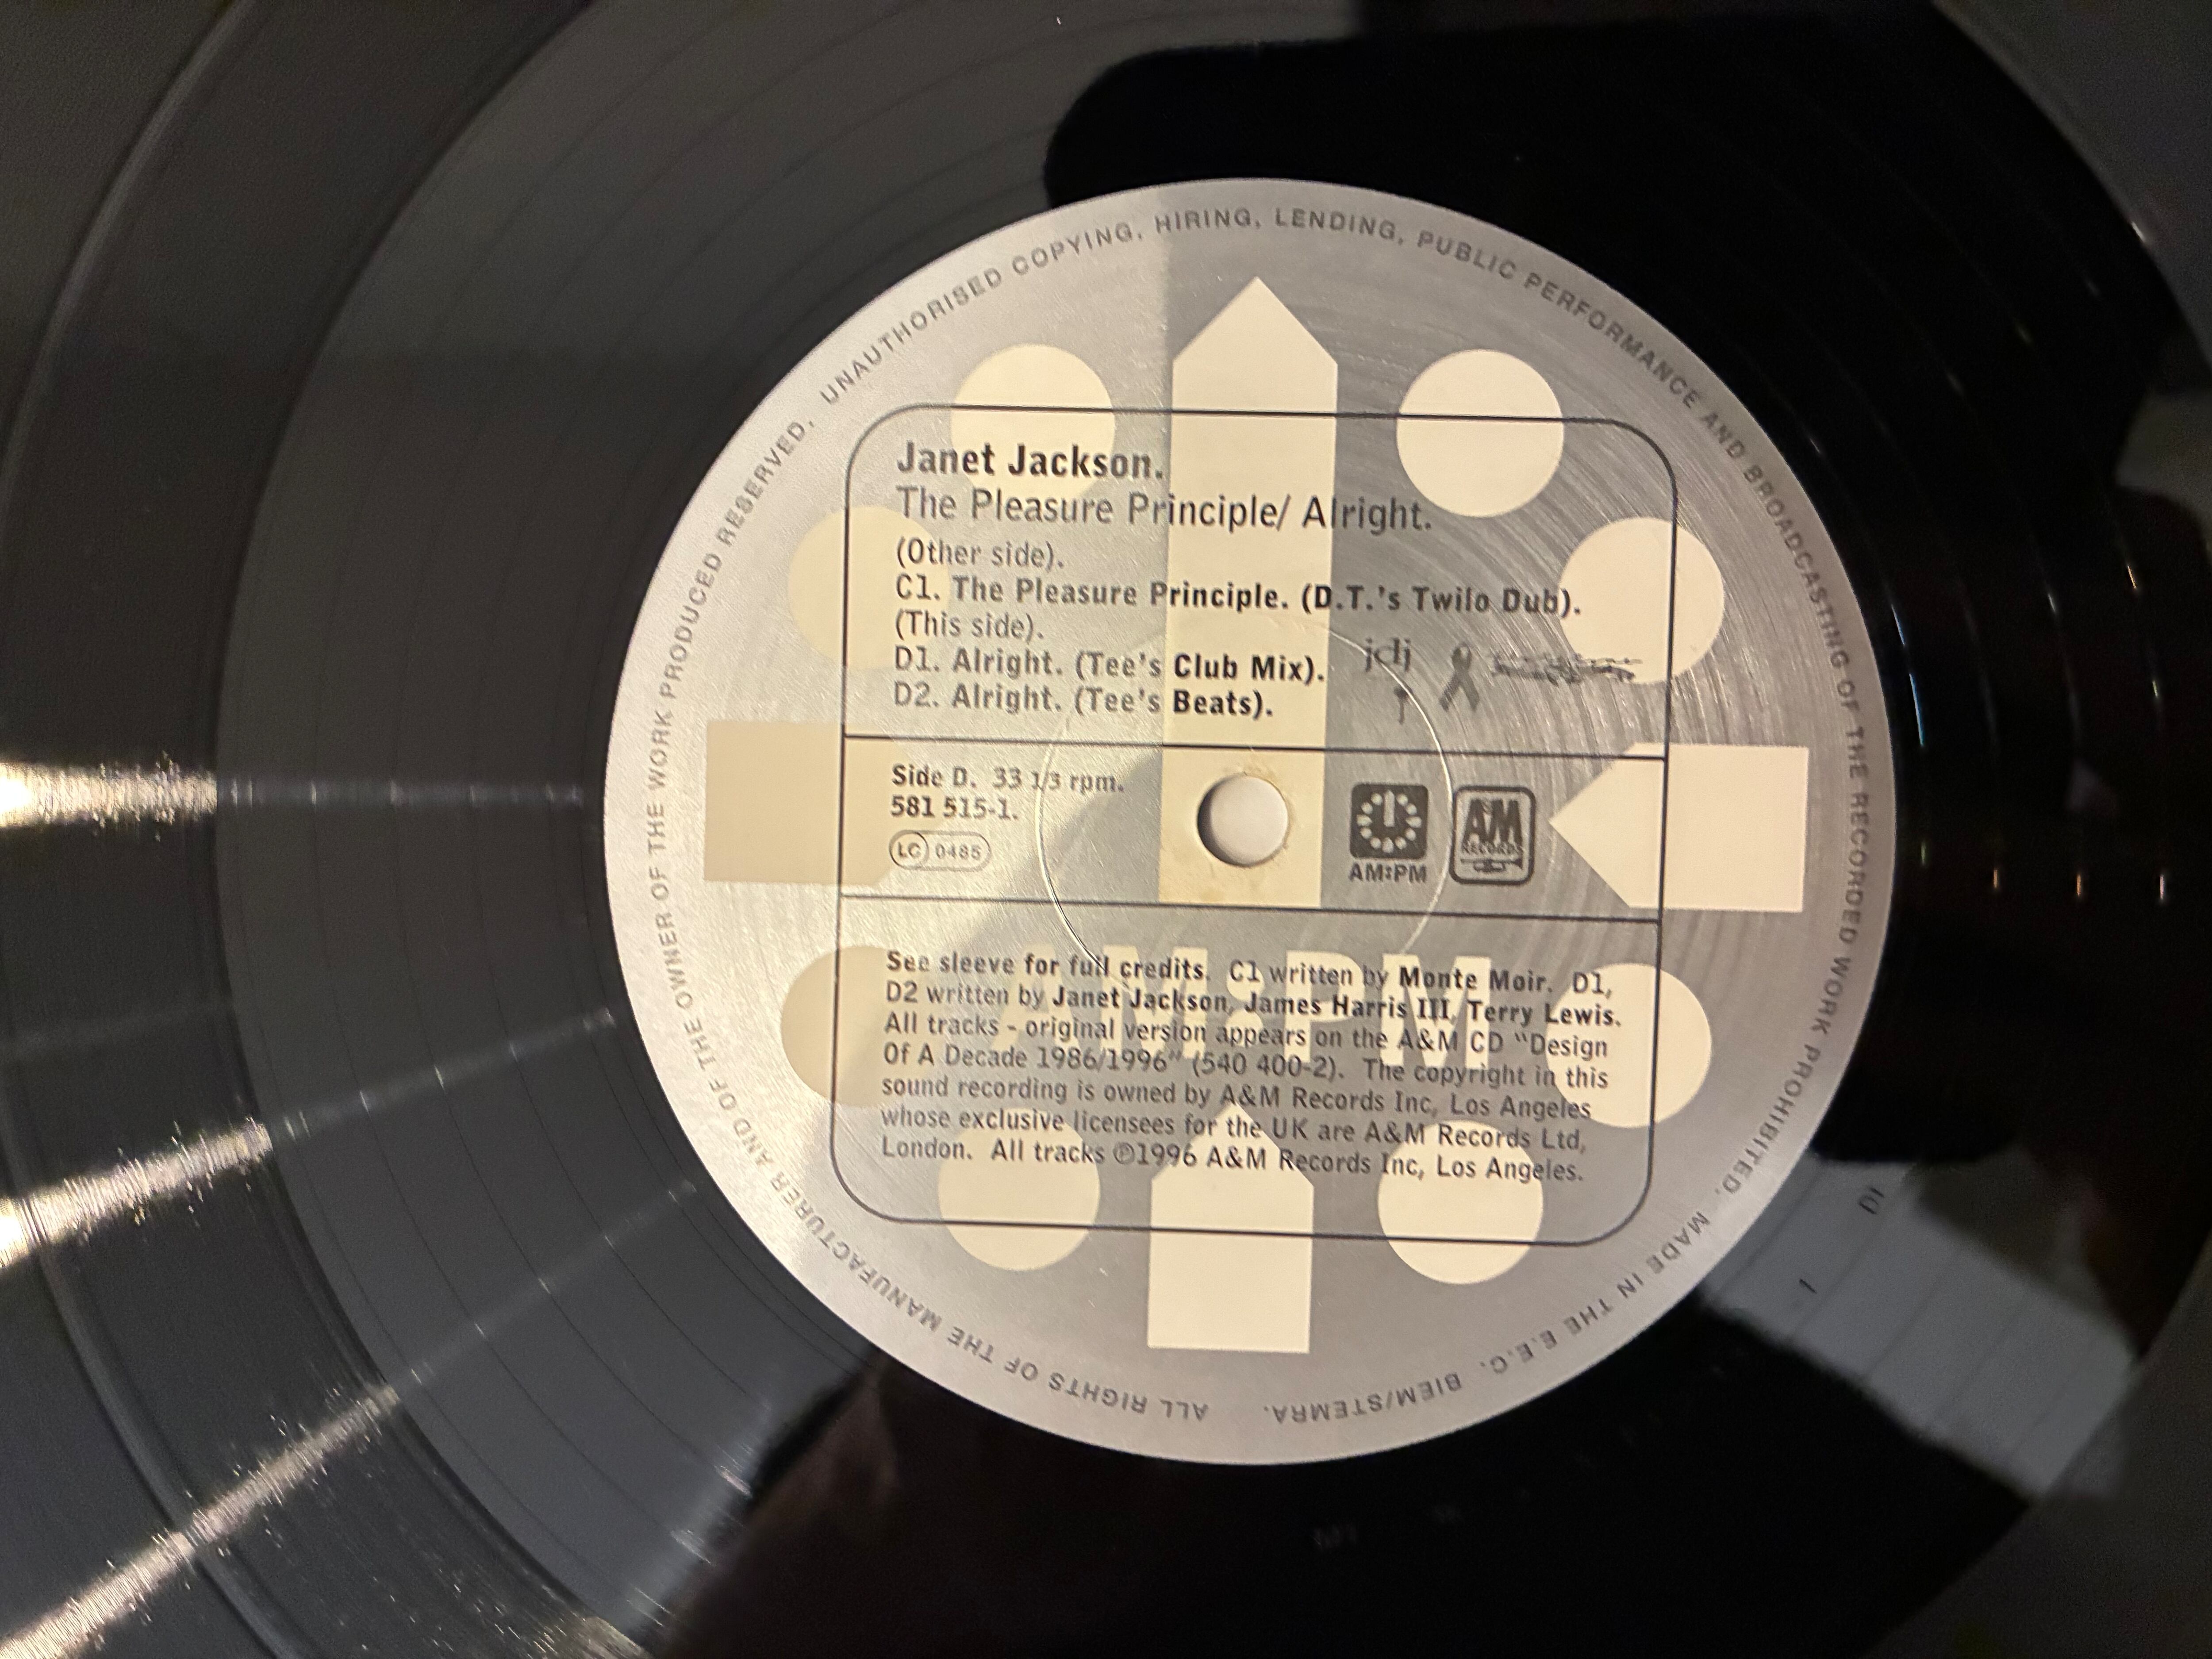 Janet Jackson.
The Pleasure Principle/ Alright.
(Other side).
C1. The Pleasure Principle. (D.T.'s Twilo Dub).
(This side).
D1. Alright. (Tee's Club Mix).
D2. Alright. (Tee's Beats).
jdj
Side D. 33 1/3 rpm.
581 515-1.
LC 0485
AM:PM
AM RECORDS
AM:PM
See sleeve for full credits. C1 written by Monte Moir. D1,
D2 written by Janet Jackson, James Harris III, Terry Lewis.
All tracks - original version appears on the A&M CD “Design
Of A Decade 1986/1996” (540 400-2). The copyright in this
sound recording is owned by A&M Records Inc, Los Angeles
whose exclusive licensees for the UK are A&M Records Ltd,
London. All tracks ℗1996 A&M Records Inc, Los Angeles.
ALL RIGHTS OF THE MANUFACTURER AND OF THE OWNER OF THE WORK PRODUCED RESERVED. UNAUTHORISED COPYING, HIRING, LENDING, PUBLIC PERFORMANCE AND BROADCASTING OF THE RECORDED WORK PROHIBITED. MADE IN THE E.E.C. BIEM/STEMRA.